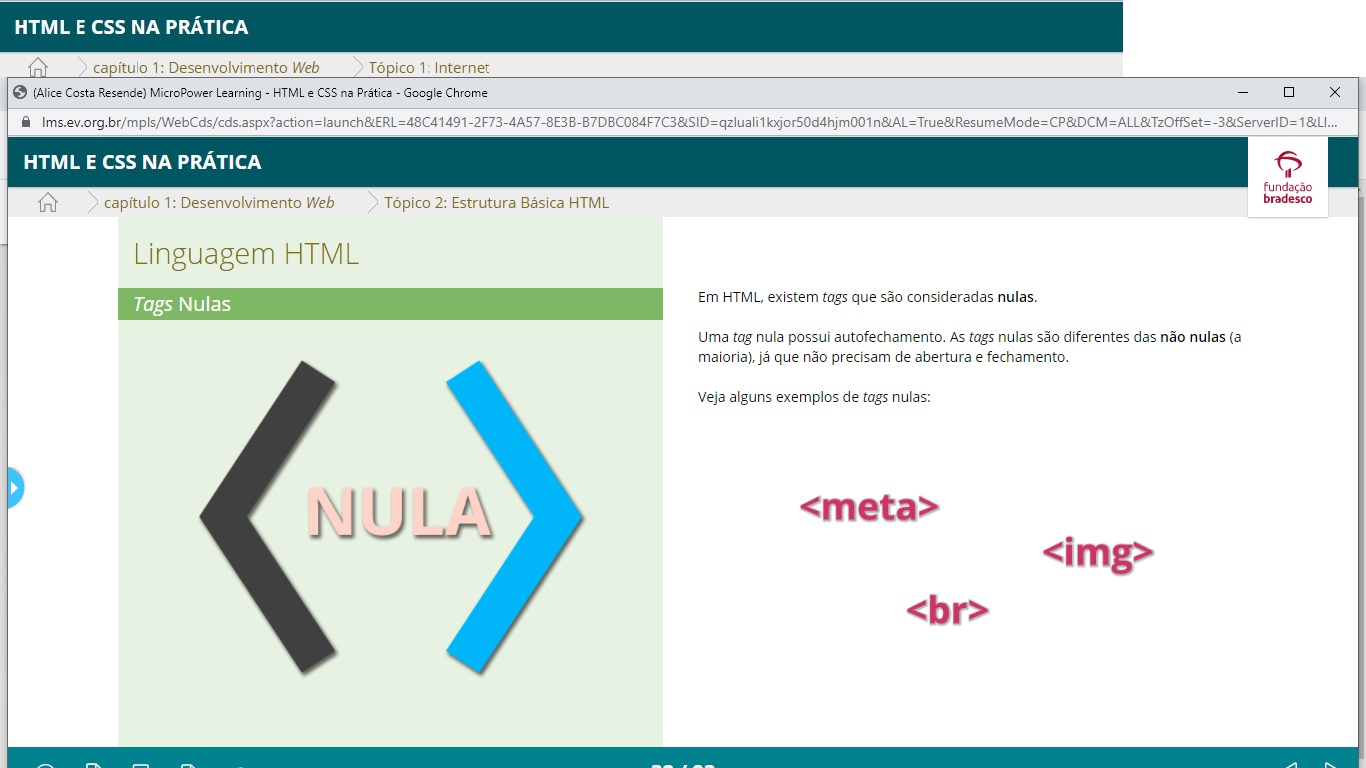 HTML E CSS NA PRÁTICA
capítulo 1: Desenvolvimento Web
Tópico 1: Internet
(Alice Costa Resende) MicroPower Learning - HTML e CSS na Prática - Google Chrome
lms.ev.org.br/mpls/WebCds/cds.aspx?action=launch&ERL=48C41491-2F73-4A57-8E3B-B7DBC084F7C3&SID=qzluali1kxjor50d4hjm001n&AL=True&ResumeMode=CP&DCM=ALL&TzOffSet=-3&ServerID=1&LI...
HTML E CSS NA PRÁTICA
fundação
bradesco
capítulo 1: Desenvolvimento Web
Tópico 2: Estrutura Básica HTML
Linguagem HTML
Tags Nulas
NULA
Em HTML, existem tags que são consideradas nulas.
Uma tag nula possui autofechamento. As tags nulas são diferentes das não nulas (a
maioria), já que não precisam de abertura e fechamento.
Veja alguns exemplos de tags nulas:
<meta>
<img>
<br>